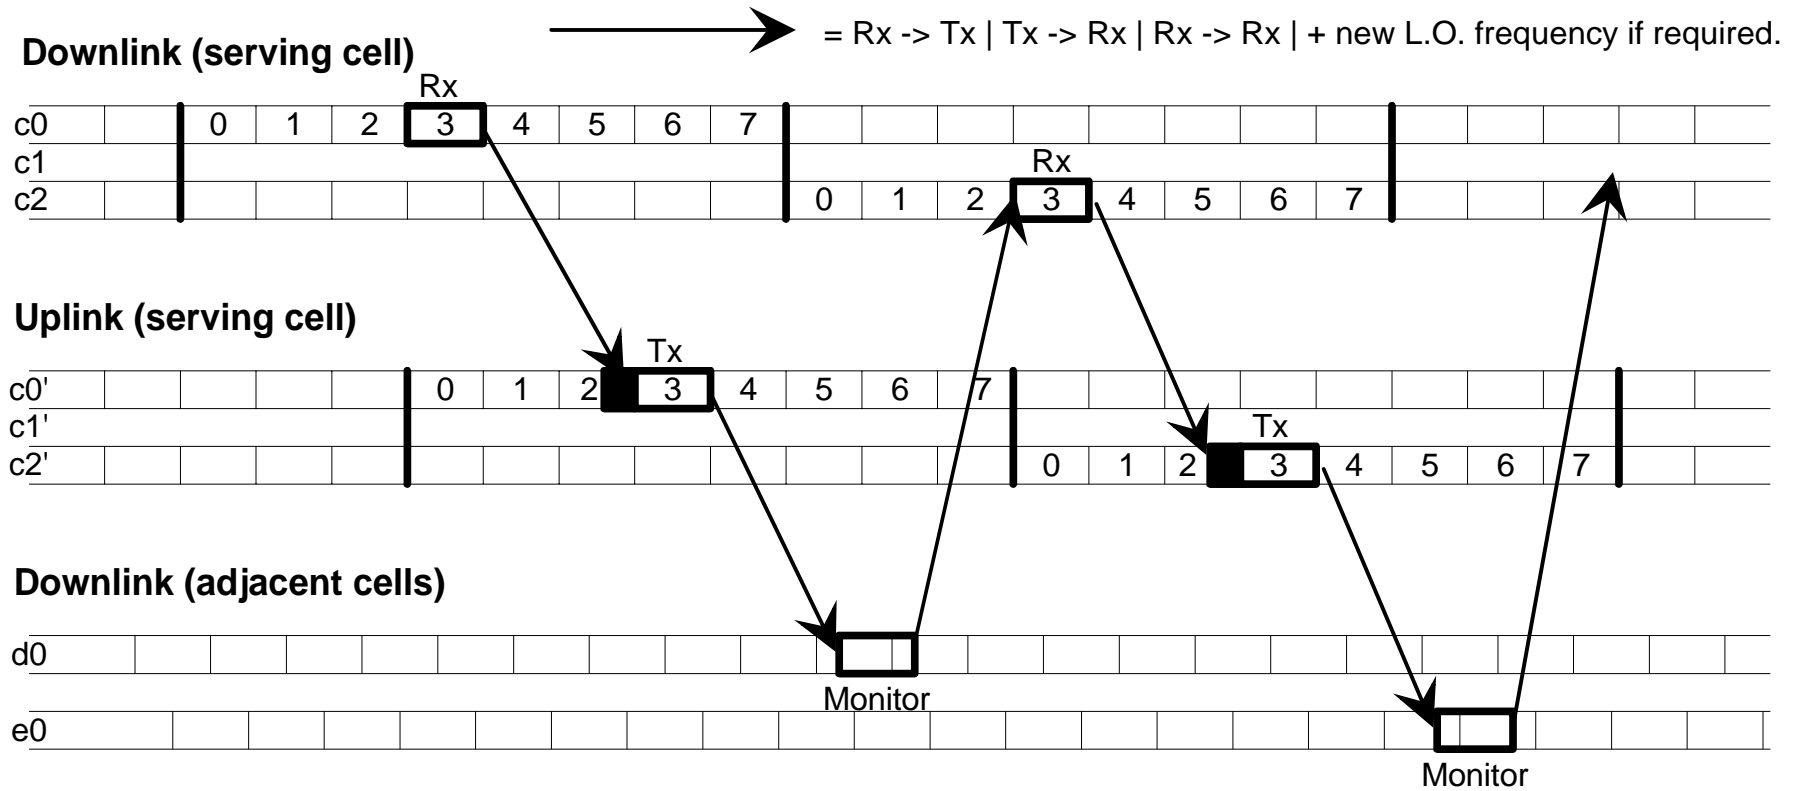 = Rx -> Tx | Tx -> Rx | Rx -> Rx | + new L.O. frequency if required.
Downlink (serving cell)
Rx
c0 0 1 2 3 4 5 6 7
c1 Rx
c2 0 1 2 3 4 5 6 7
Uplink (serving cell)
Tx
c0' 0 1 2 3 4 5 6 7
c1' Tx
c2' 0 1 2 3 4 5 6 7
Downlink (adjacent cells)
d0
Monitor
e0
Monitor